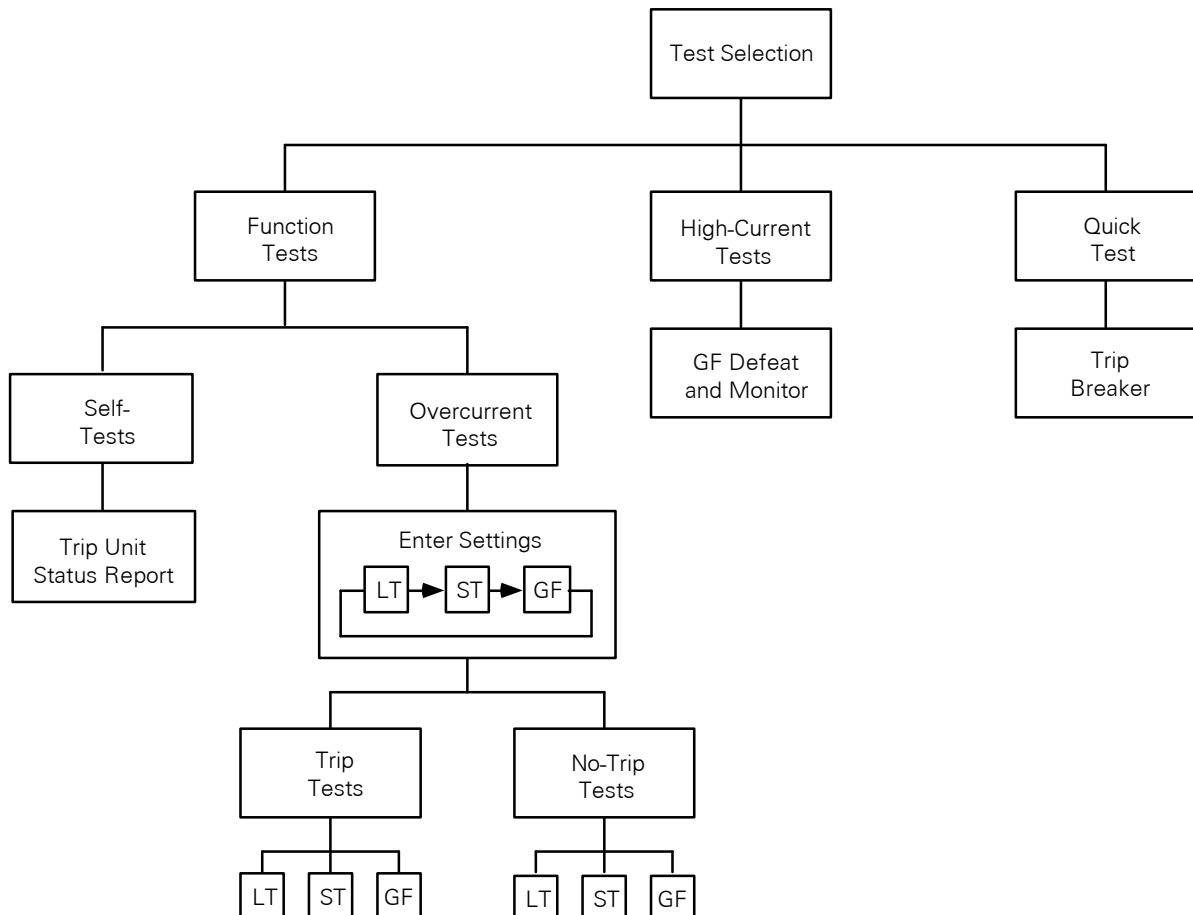 Test Selection
Function
Tests
High-Current
Tests
Quick
Test
Self-
Tests
Overcurrent
Tests
GF Defeat
and Monitor
Trip
Breaker
Trip Unit
Status Report
Enter Settings
LT
ST
GF
Trip
Tests
No-Trip
Tests
LT
ST
GF
LT
ST
GF